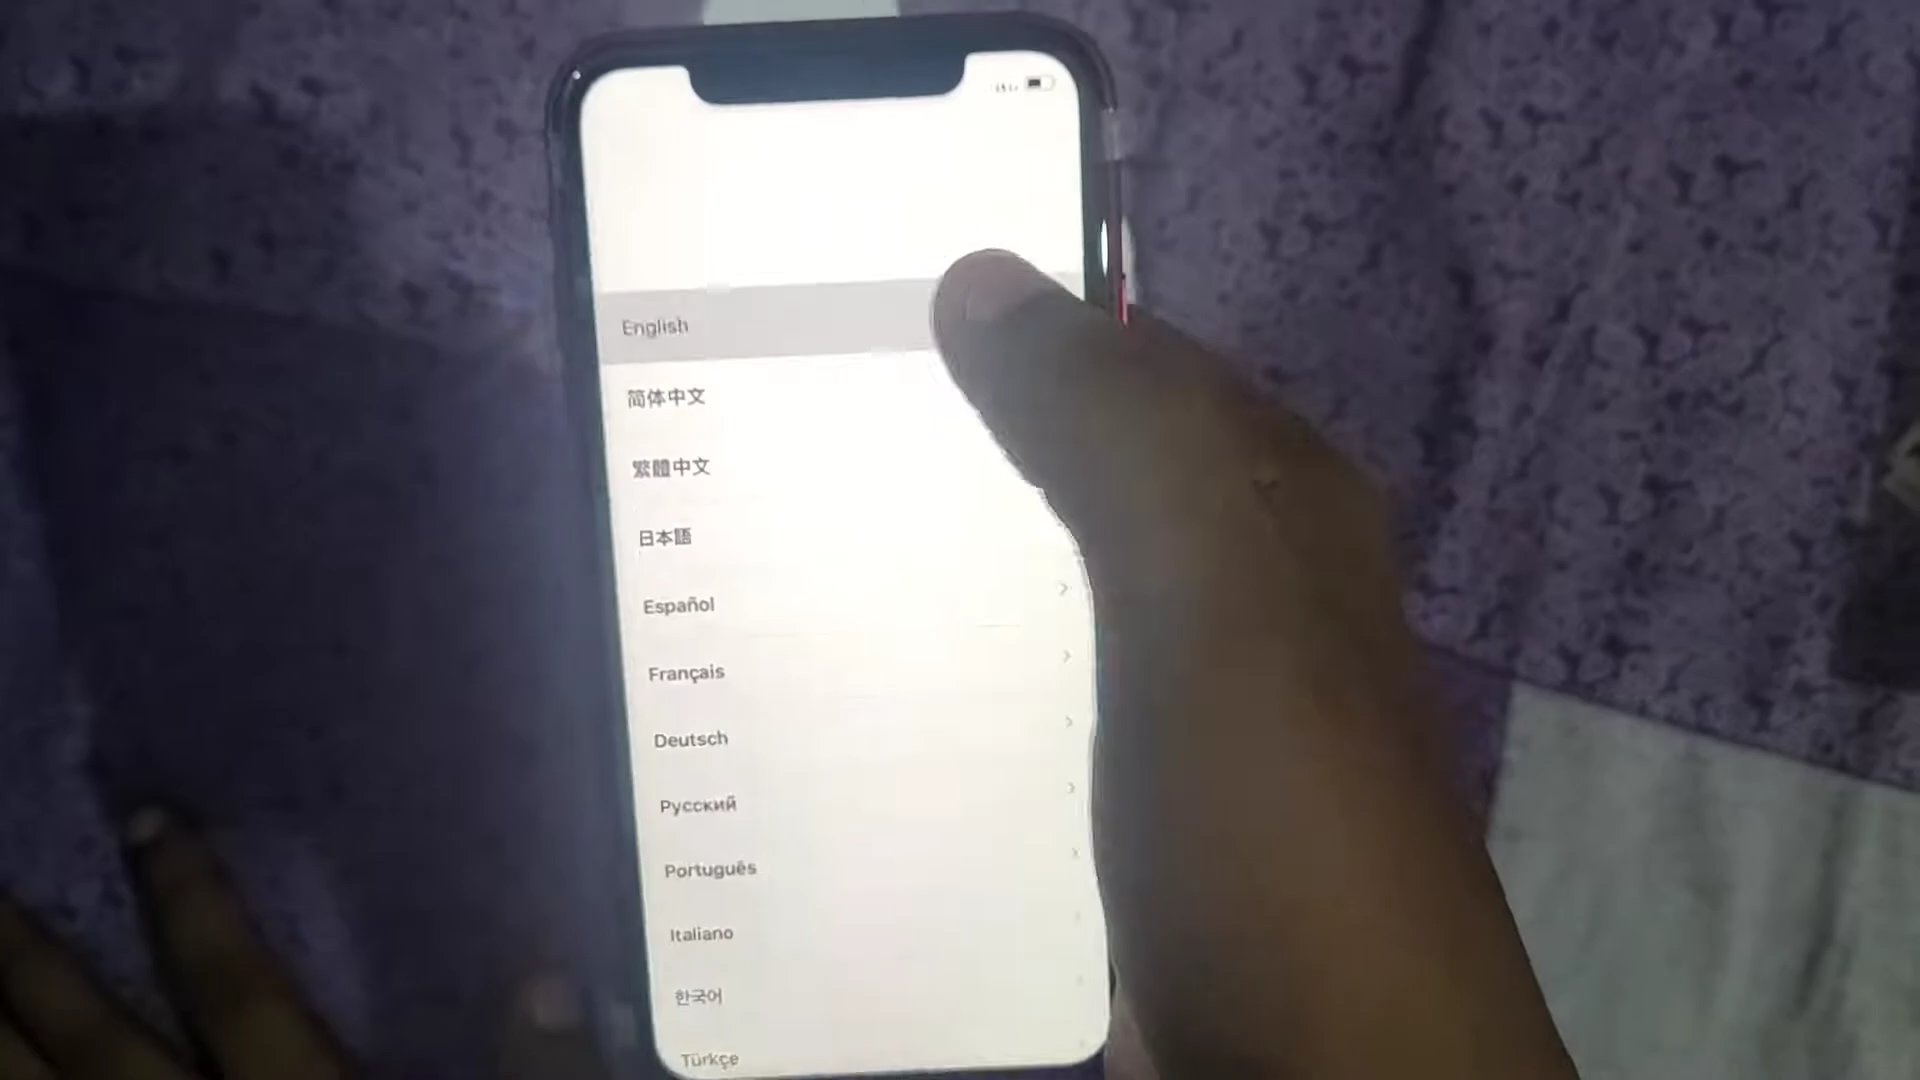 English
简体中文
繁體中文
日本語
Español
Français
Deutsch
Русский
Português
Italiano
한국어
Türkçe